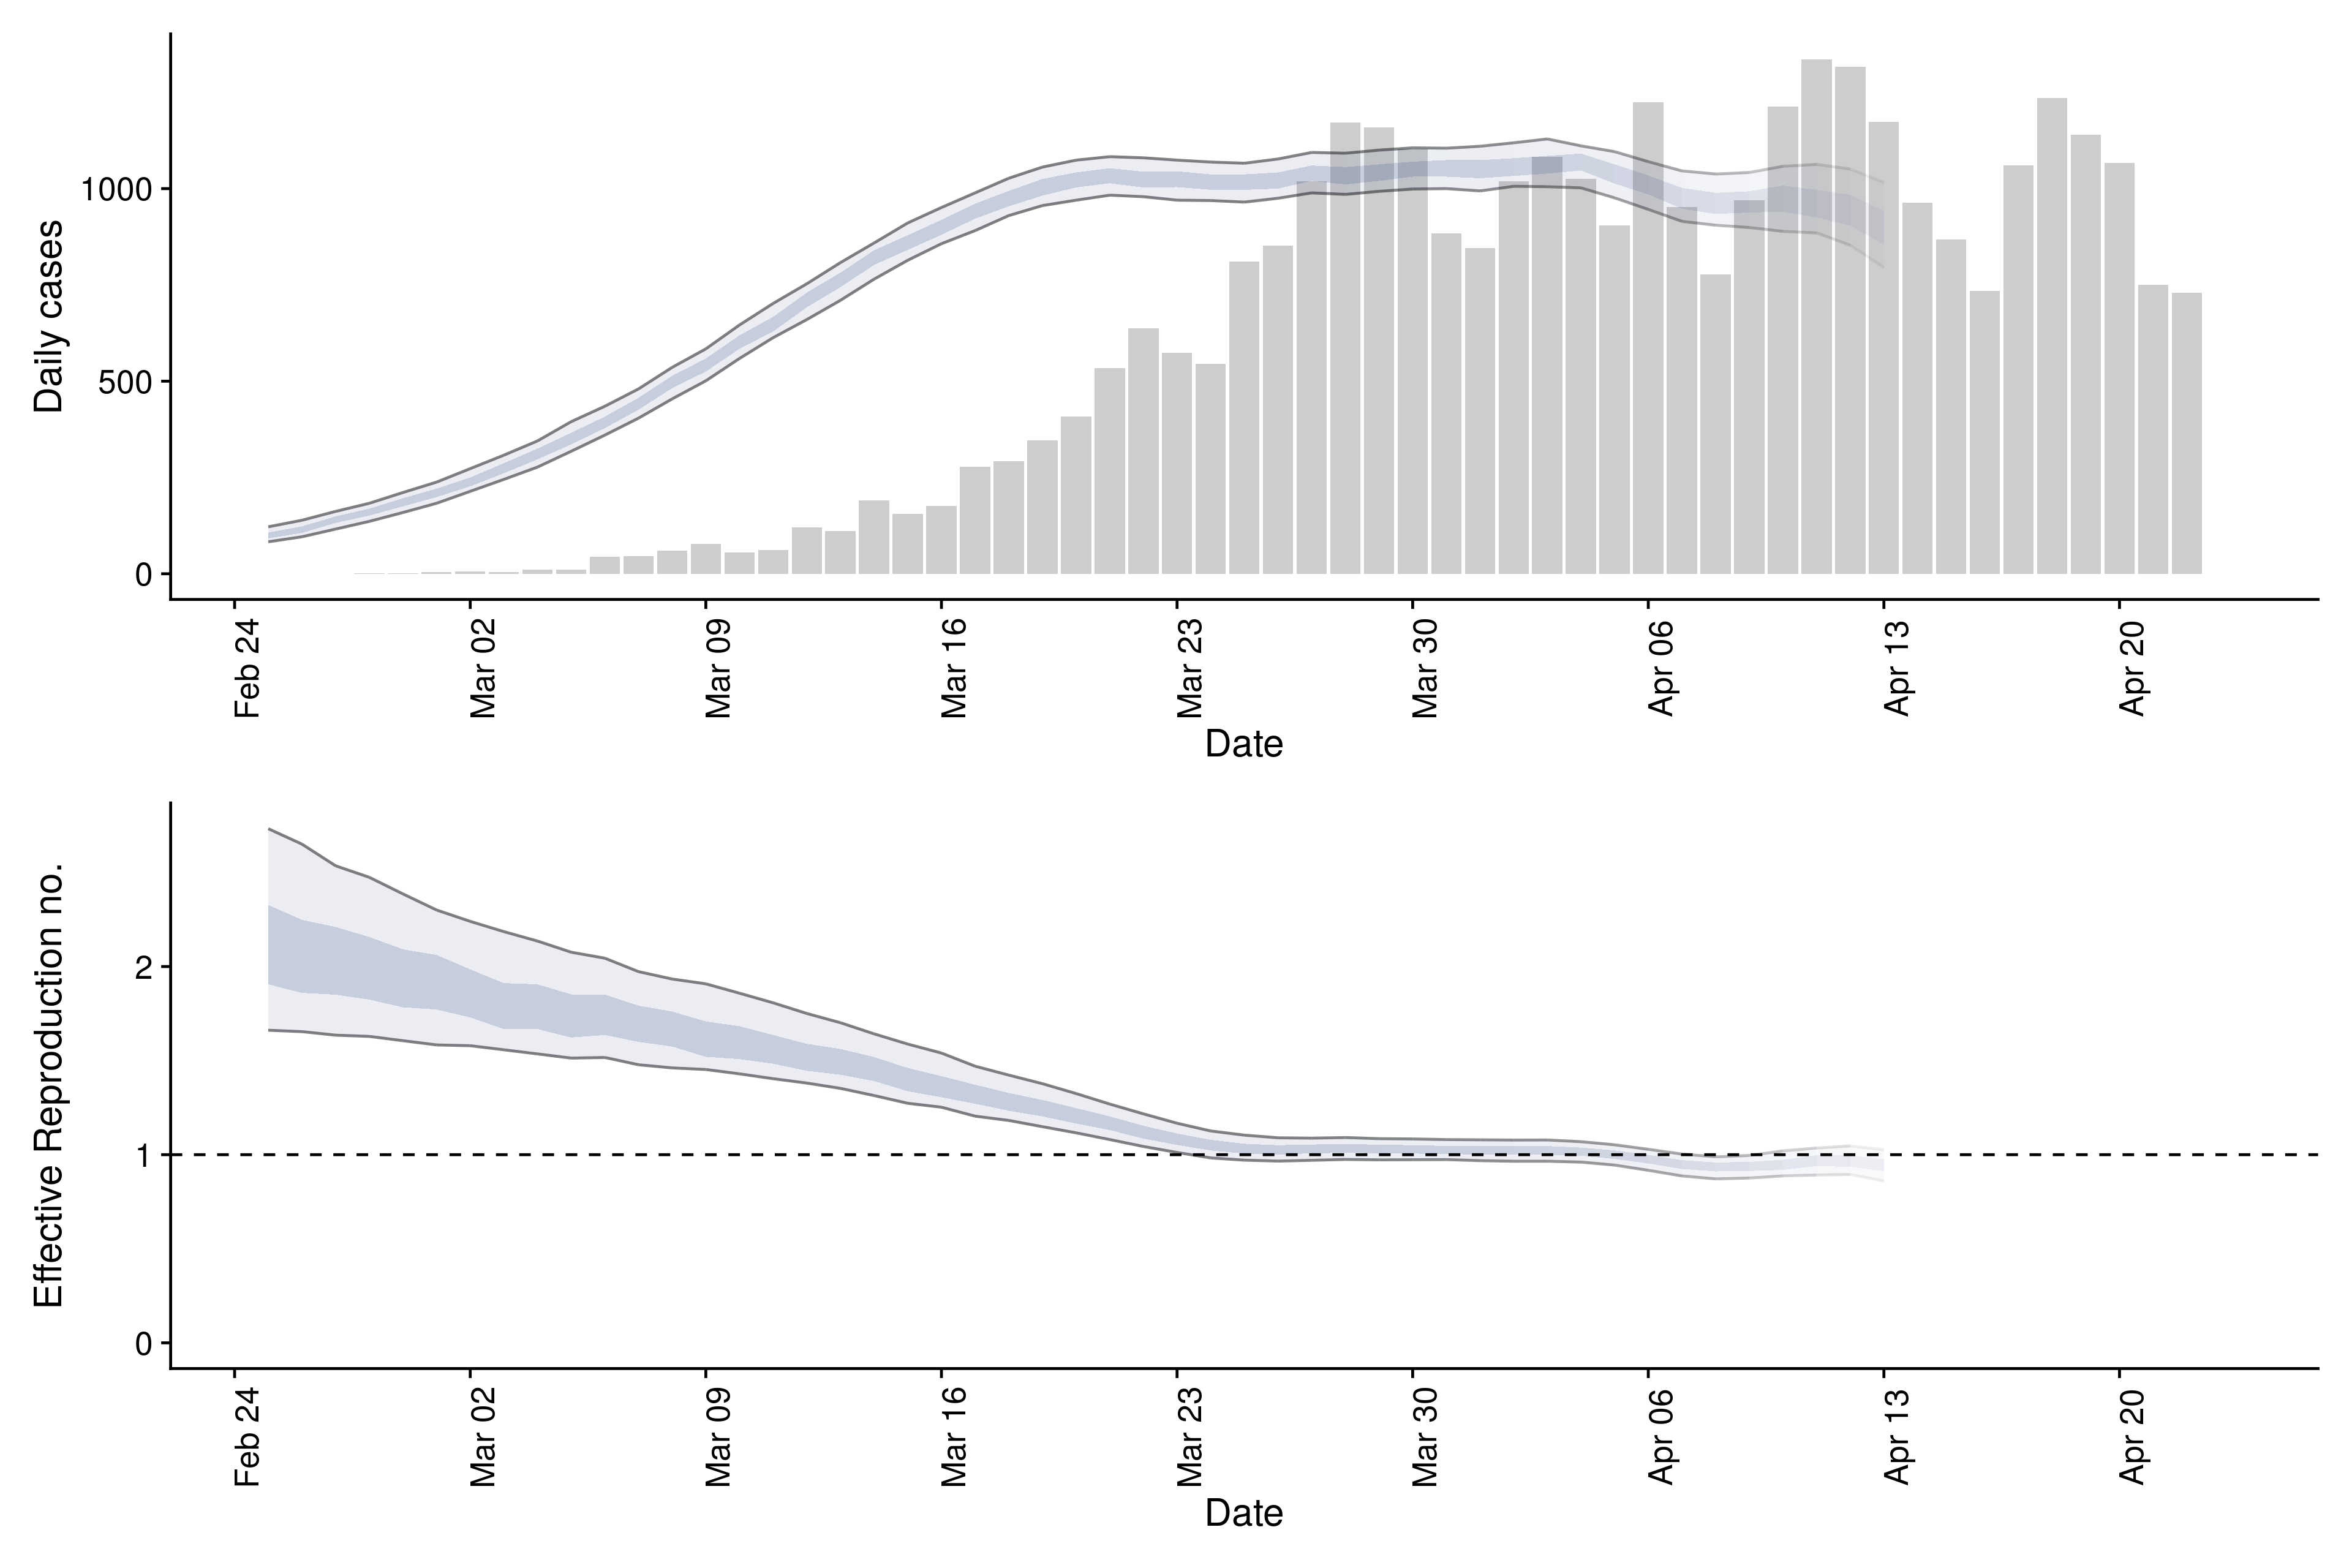 Daily cases
1000
500
0
Feb 24
Mar 02
Mar 09
Mar 16
Mar 23
Mar 30
Apr 06
Apr 13
Apr 20
Date
Effective Reproduction no.
2
1
0
Feb 24
Mar 02
Mar 09
Mar 16
Mar 23
Mar 30
Apr 06
Apr 13
Apr 20
Date